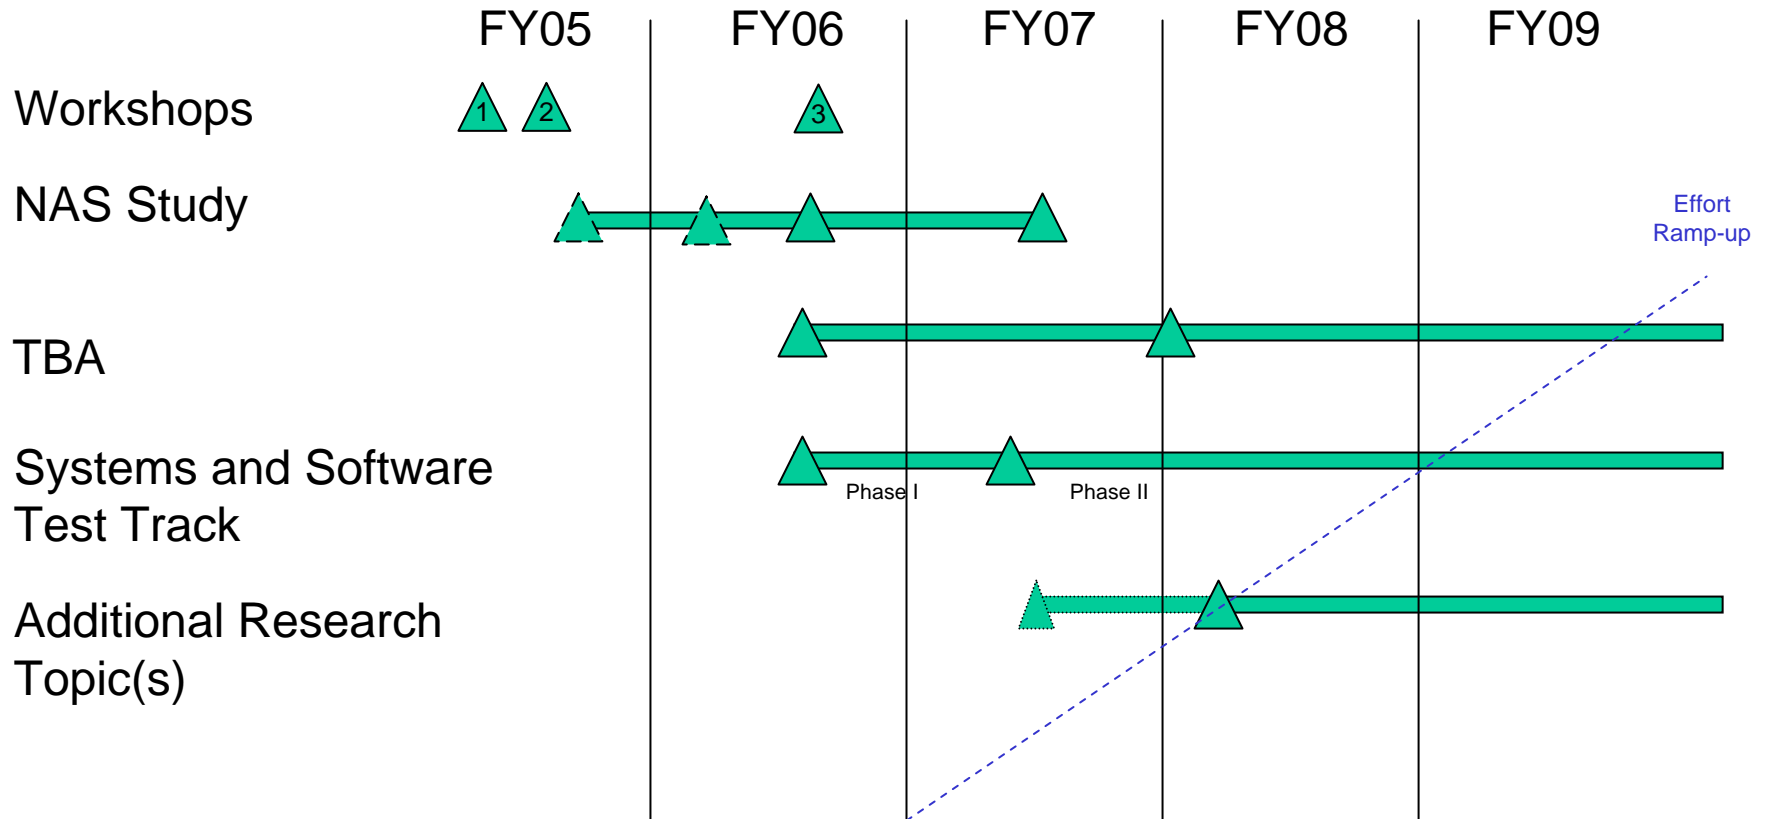 FY05 FY06 FY07 FY08 FY09
Workshops 1 2 3
NAS Study
Effort
Ramp-up
TBA
Systems and Software
Test Track
Phase I Phase II
Additional Research
Topic(s)